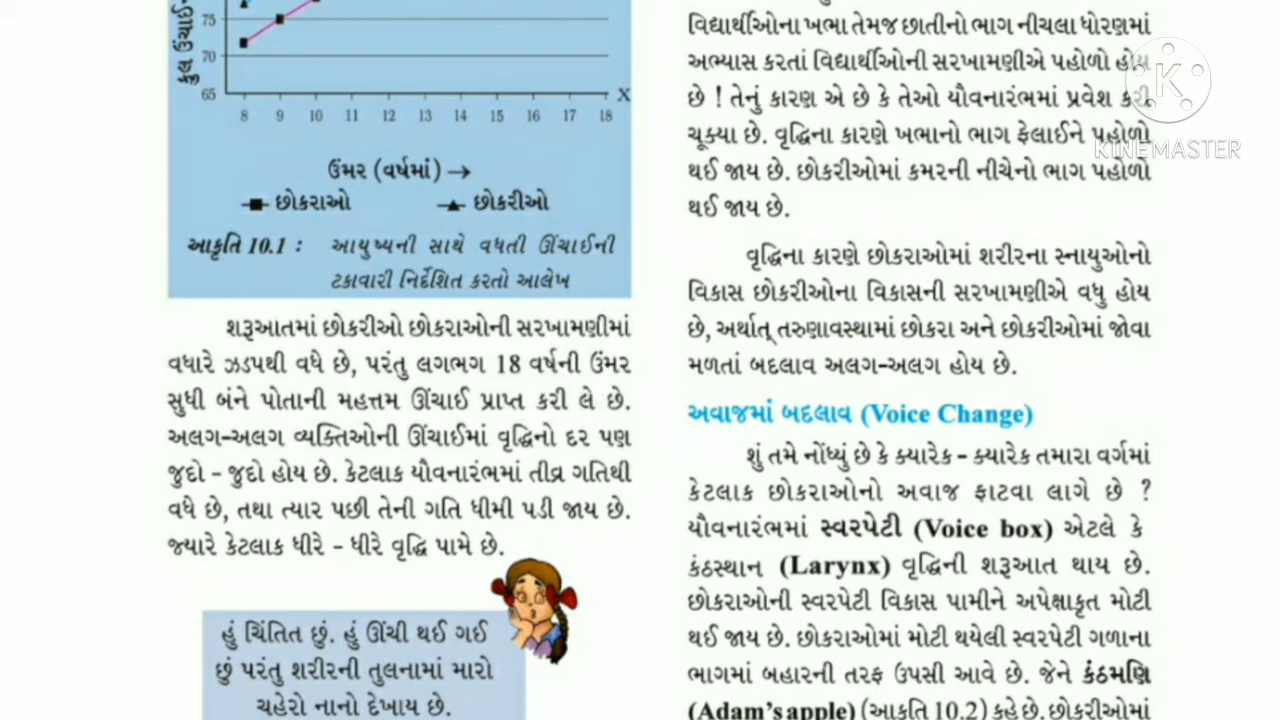 કુલ ઊંચાઈની
75
70
65
X
8 9 10 11 12 13 14 15 16 17 18
ઉંમર (વર્ષમાં) →
છોકરાઓ છોકરીઓ
આકૃતિ 10.1 : આયુષ્યની સાથે વધતી ઊંચાઈની
ટકાવારી નિર્દેશિત કરતો આલેખ
શરૂઆતમાં છોકરીઓ છોકરાઓની સરખામણીમાં
વધારે ઝડપથી વધે છે, પરંતુ લગભગ 18 વર્ષની ઉંમર
સુધી બંને પોતાની મહત્તમ ઊંચાઈ પ્રાપ્ત કરી લે છે.
અલગ-અલગ વ્યક્તિઓની ઊંચાઈમાં વૃદ્ધિનો દર પણ
જુદો - જુદો હોય છે. કેટલાક યૌવનારંભમાં તીવ્ર ગતિથી
વધે છે, તથા ત્યાર પછી તેની ગતિ ધીમી પડી જાય છે.
જ્યારે કેટલાક ધીરે - ધીરે વૃદ્ધિ પામે છે.
હું ચિંતિત છું. હું ઊંચી થઈ ગઈ
છું પરંતુ શરીરની તુલનામાં મારો
ચહેરો નાનો દેખાય છે.
વિદ્યાર્થીઓના ખભા તેમજ છાતીનો ભાગ નીચલા ધોરણમાં
અભ્યાસ કરતાં વિદ્યાર્થીઓની સરખામણીએ પહોળો હોય
છે ! તેનું કારણ એ છે કે તેઓ યૌવનારંભમાં પ્રવેશ કરી
ચૂક્યા છે. વૃદ્ધિના કારણે ખભાનો ભાગ ફેલાઈને પહોળો
થઈ જાય છે. છોકરીઓમાં કમરની નીચેનો ભાગ પહોળો
થઈ જાય છે.
વૃદ્ધિના કારણે છોકરાઓમાં શરીરના સ્નાયુઓનો
વિકાસ છોકરીઓના વિકાસની સરખામણીએ વધુ હોય
છે, અર્થાત્ તરુણાવસ્થામાં છોકરા અને છોકરીઓમાં જોવા
મળતાં બદલાવ અલગ-અલગ હોય છે.
અવાજમાં બદલાવ (Voice Change)
શું તમે નોંધ્યું છે કે ક્યારેક - ક્યારેક તમારા વર્ગમાં
કેટલાક છોકરાઓનો અવાજ ફાટવા લાગે છે ?
યૌવનારંભમાં સ્વરપેટી (Voice box) એટલે કે
કંઠસ્થાન (Larynx) વૃદ્ધિની શરૂઆત થાય છે.
છોકરાઓની સ્વરપેટી વિકાસ પામીને અપેક્ષાકૃત મોટી
થઈ જાય છે. છોકરાઓમાં મોટી થયેલી સ્વરપેટી ગળાના
ભાગમાં બહારની તરફ ઉપસી આવે છે. જેને કંઠમણિ
(Adam's apple) (આકૃતિ 10.2) કહે છે. છોકરીઓમાં
K
KINEMASTER